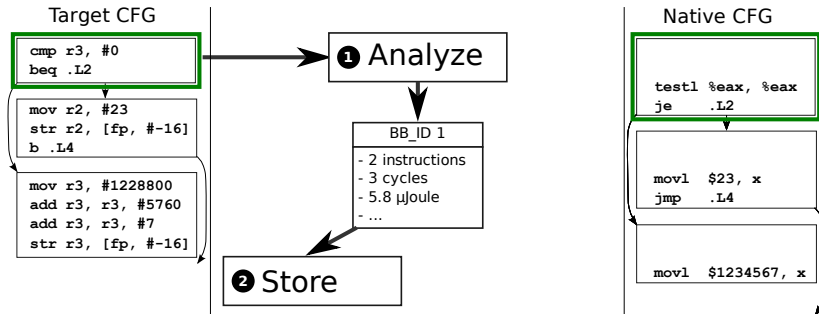 Target CFG
cmp r3, #0
beq .L2
mov r2, #23
str r2, [fp, #-16]
b .L4
mov r3, #1228800
add r3, r3, #5760
add r3, r3, #7
str r3, [fp, #-16]
1 Analyze
BB_ID 1
- 2 instructions
- 3 cycles
- 5.8 µJoule
- ...
2 Store
Native CFG
testl %eax, %eax
je .L2
movl $23, x
jmp .L4
movl $1234567, x